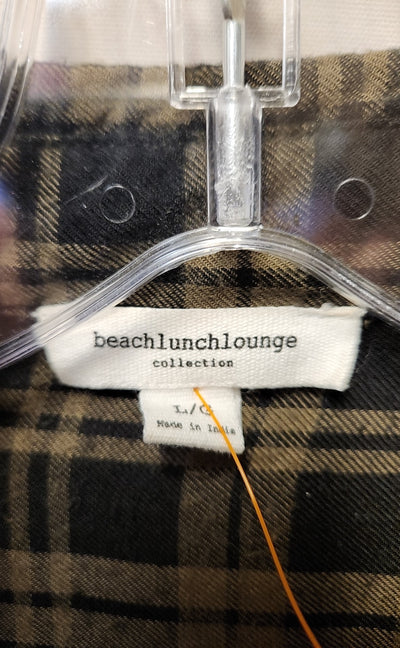 beachlunchlounge
collection
L/G
Made in India